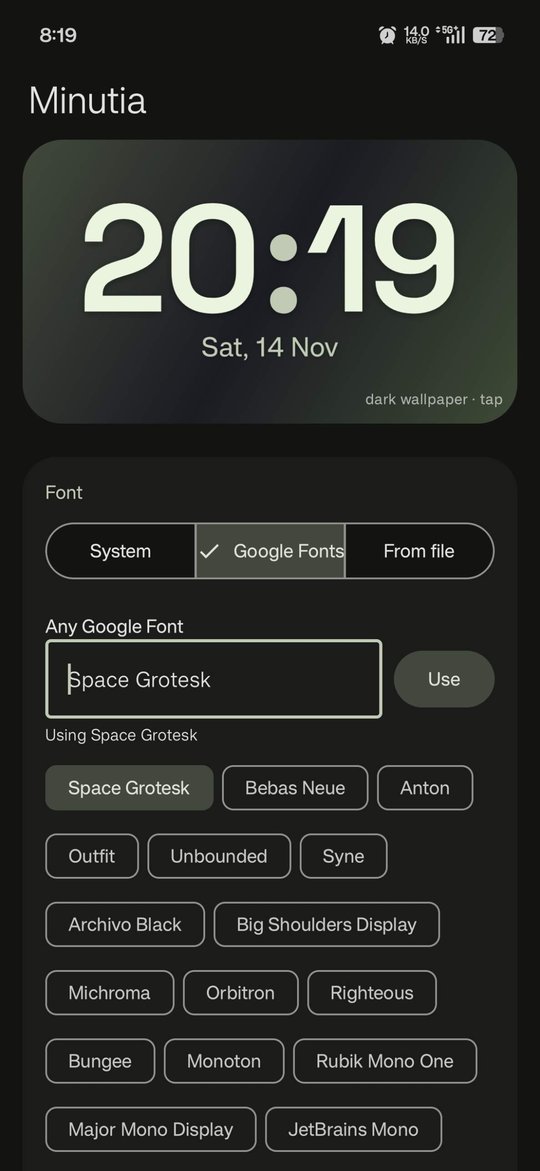 8:19 14.0 KB/S 5G+ 72
Minutia
20:19
Sat, 14 Nov
dark wallpaper · tap
Font
System Google Fonts From file
Any Google Font
Space Grotesk Use
Using Space Grotesk
Space Grotesk Bebas Neue Anton
Outfit Unbounded Syne
Archivo Black Big Shoulders Display
Michroma Orbitron Righteous
Bungee Monoton Rubik Mono One
Major Mono Display JetBrains Mono